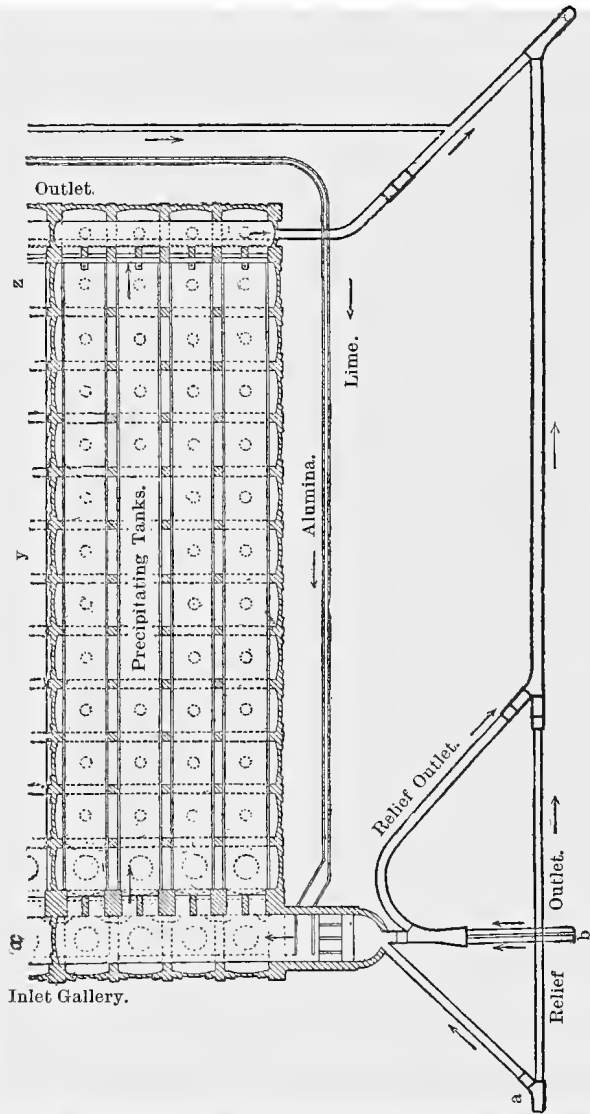 Outlet.
z
Lime.
Alumina.
y
Precipitating Tanks.
Relief Outlet.
Outlet.
x
Inlet Gallery.
b
Relief
a